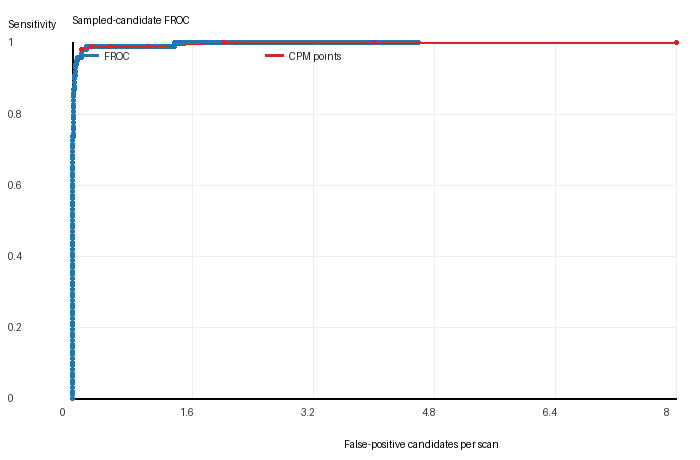 Sampled-candidate FROC
Sensitivity
1
FROC
CPM points
0.8
0.6
0.4
0.2
0
0
1.6
3.2
4.8
6.4
8
False-positive candidates per scan